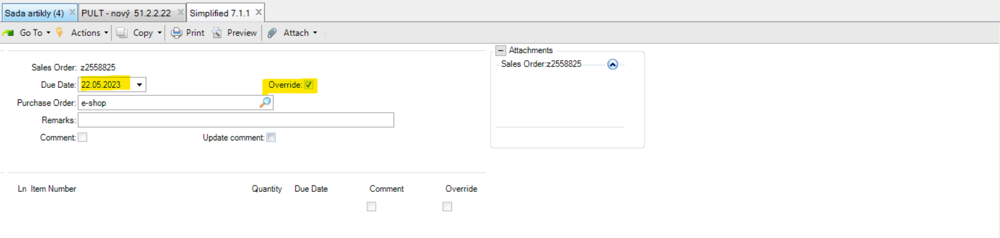 Sada artikly (4) PULT - nový 51.2.2.22 Simplified 7.1.1
Go To Actions Copy Print Preview Attach
Attachments
Sales Order:z2558825
Sales Order: z2558825
Due Date: 22.05.2023 Override:
Purchase Order: e-shop
Remarks:
Comment: Update comment:
Ln Item Number Quantity Due Date Comment Override